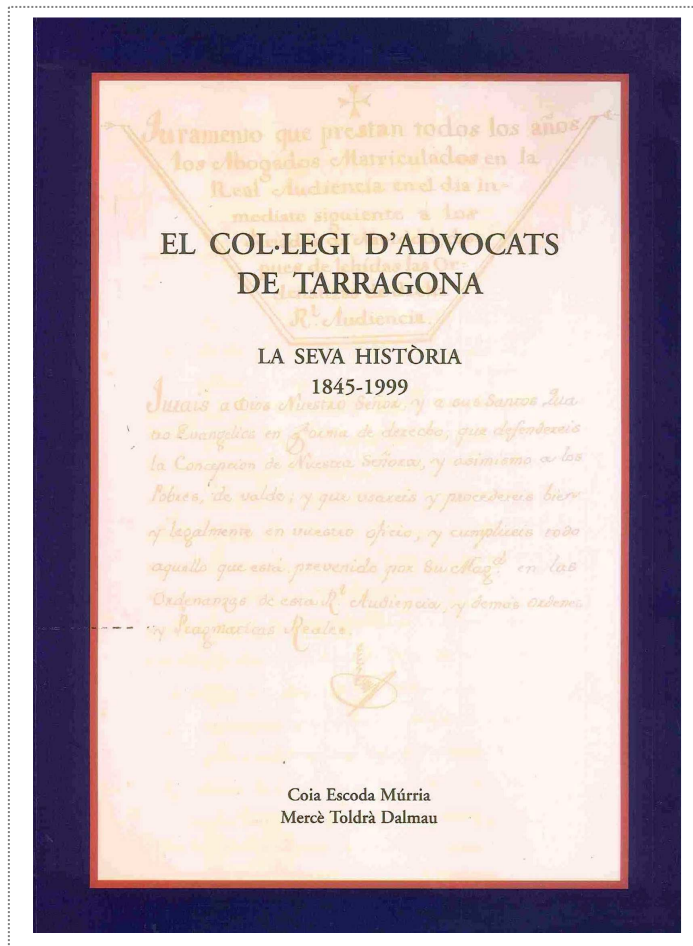 Juramento que prestan todos los años
los Abogados Matriculados en la
Real Audiencia en el dia in-
mediato siguiente a los
EL COL·LEGI D'ADVOCATS
las Or-
DE TARRAGONA
Rl. Audiencia.
LA SEVA HISTÒRIA
1845-1999
Jurais a Dios Nuestro Señor, y a sus Santos Qua
tro Evangelios en forma de derecho, que defendereis
la Concepcion de Nuestra Señora, y asimismo a los
Pobres, de valde; y que usareis y procedereis bien
y legalmente en vuestro oficio, y cumplireis todo
aquello que está prevenido por Su Magd. en las
Ordenanzas de esta Rl. Audiencia, y demás Ordenes
y Pragmaticas Reales.
Coia Escoda Múrria
Mercè Toldrà Dalmau